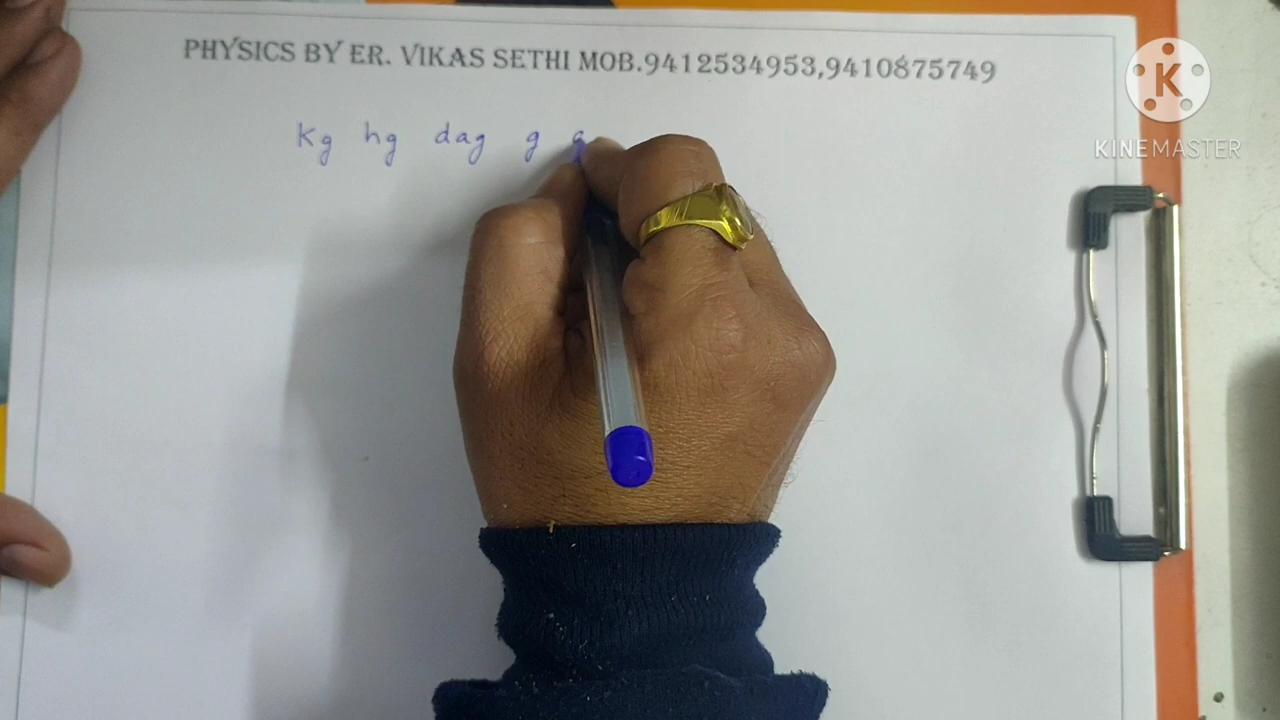 PHYSICS BY ER. VIKAS SETHI MOB.9412534953,9410875749
Kg hg dag g
K
KINEMASTER